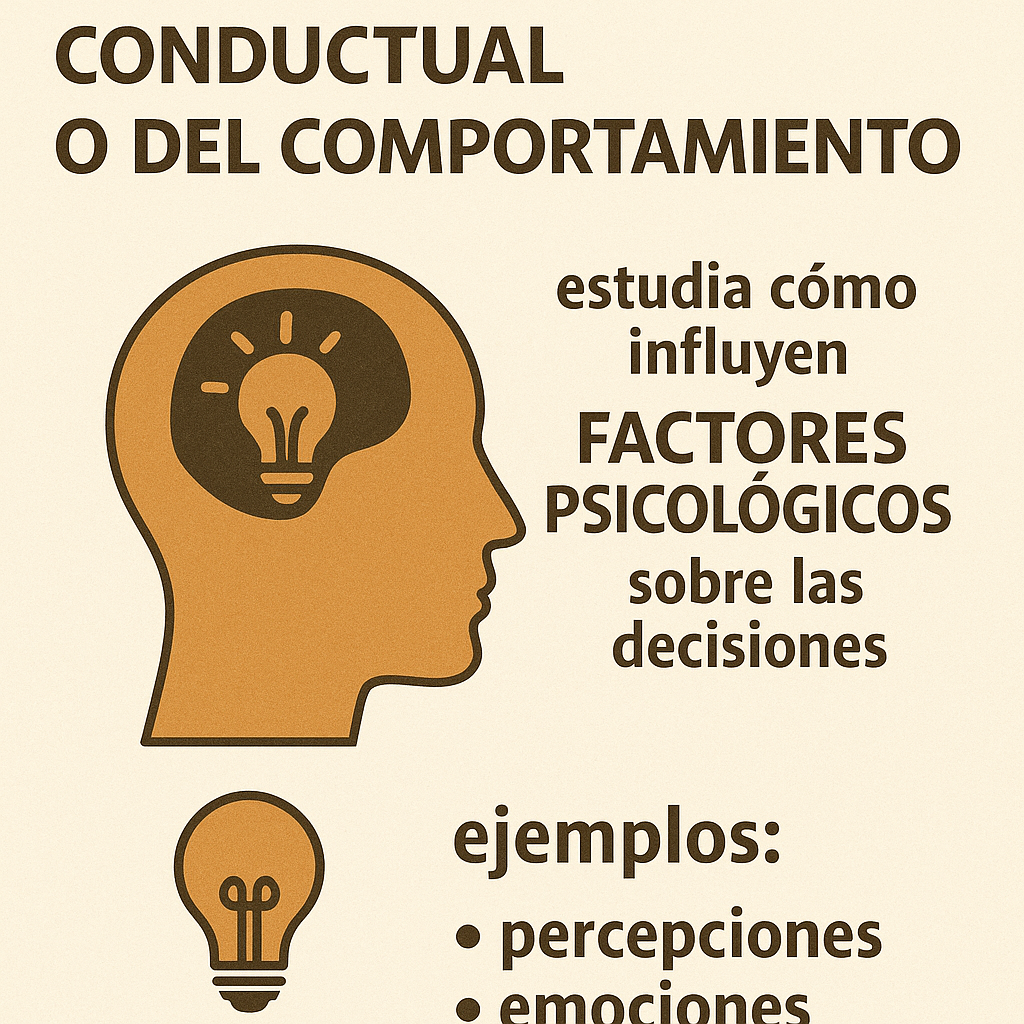 CONDUCTUAL
O DEL COMPORTAMIENTO
estudia cómo
influyen
FACTORES
PSICOLÓGICOS
sobre las
decisiones
ejemplos:
• percepciones
• emociones